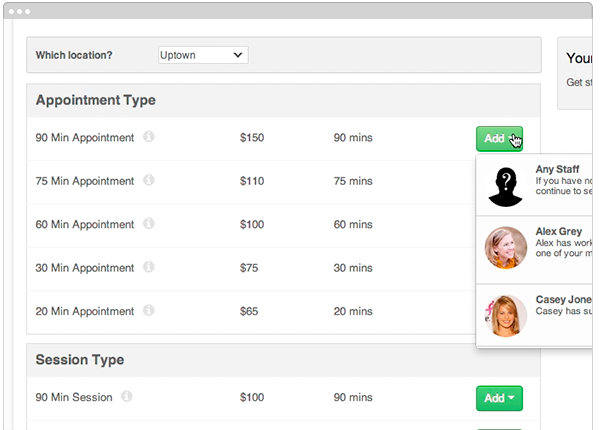 Which location? Uptown
Your
Get st
Appointment Type
90 Min Appointment $150 90 mins Add
75 Min Appointment $110 75 mins
60 Min Appointment $100 60 mins
30 Min Appointment $75 30 mins
20 Min Appointment $65 20 mins
?
Any Staff
If you have no
continue to se
Alex Grey
Alex has work
one of your m
Casey Jone
Casey has su
Session Type
90 Min Session $100 90 mins Add